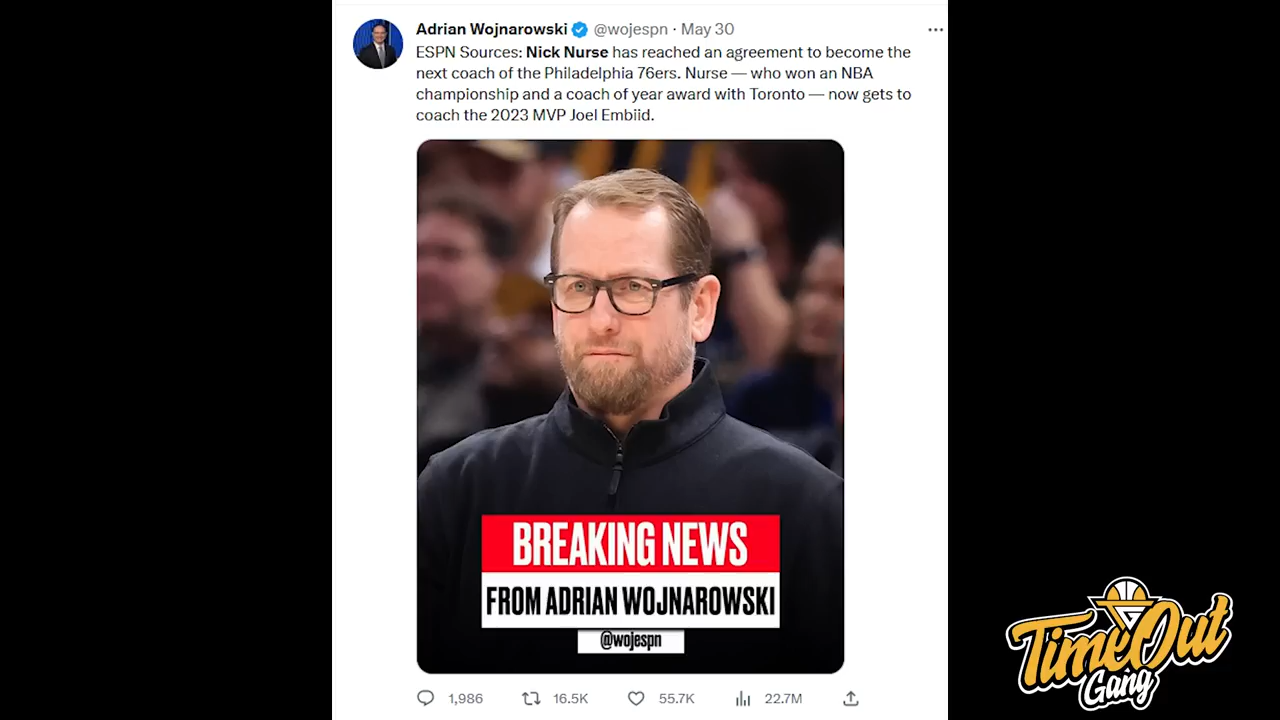 Adrian Wojnarowski @wojespn · May 30
ESPN Sources: Nick Nurse has reached an agreement to become the
next coach of the Philadelphia 76ers. Nurse — who won an NBA
championship and a coach of year award with Toronto — now gets to
coach the 2023 MVP Joel Embiid.
BREAKING NEWS
FROM ADRIAN WOJNAROWSKI
@wojespn
1,986 16.5K 55.7K 22.7M
TimeOut
Gang